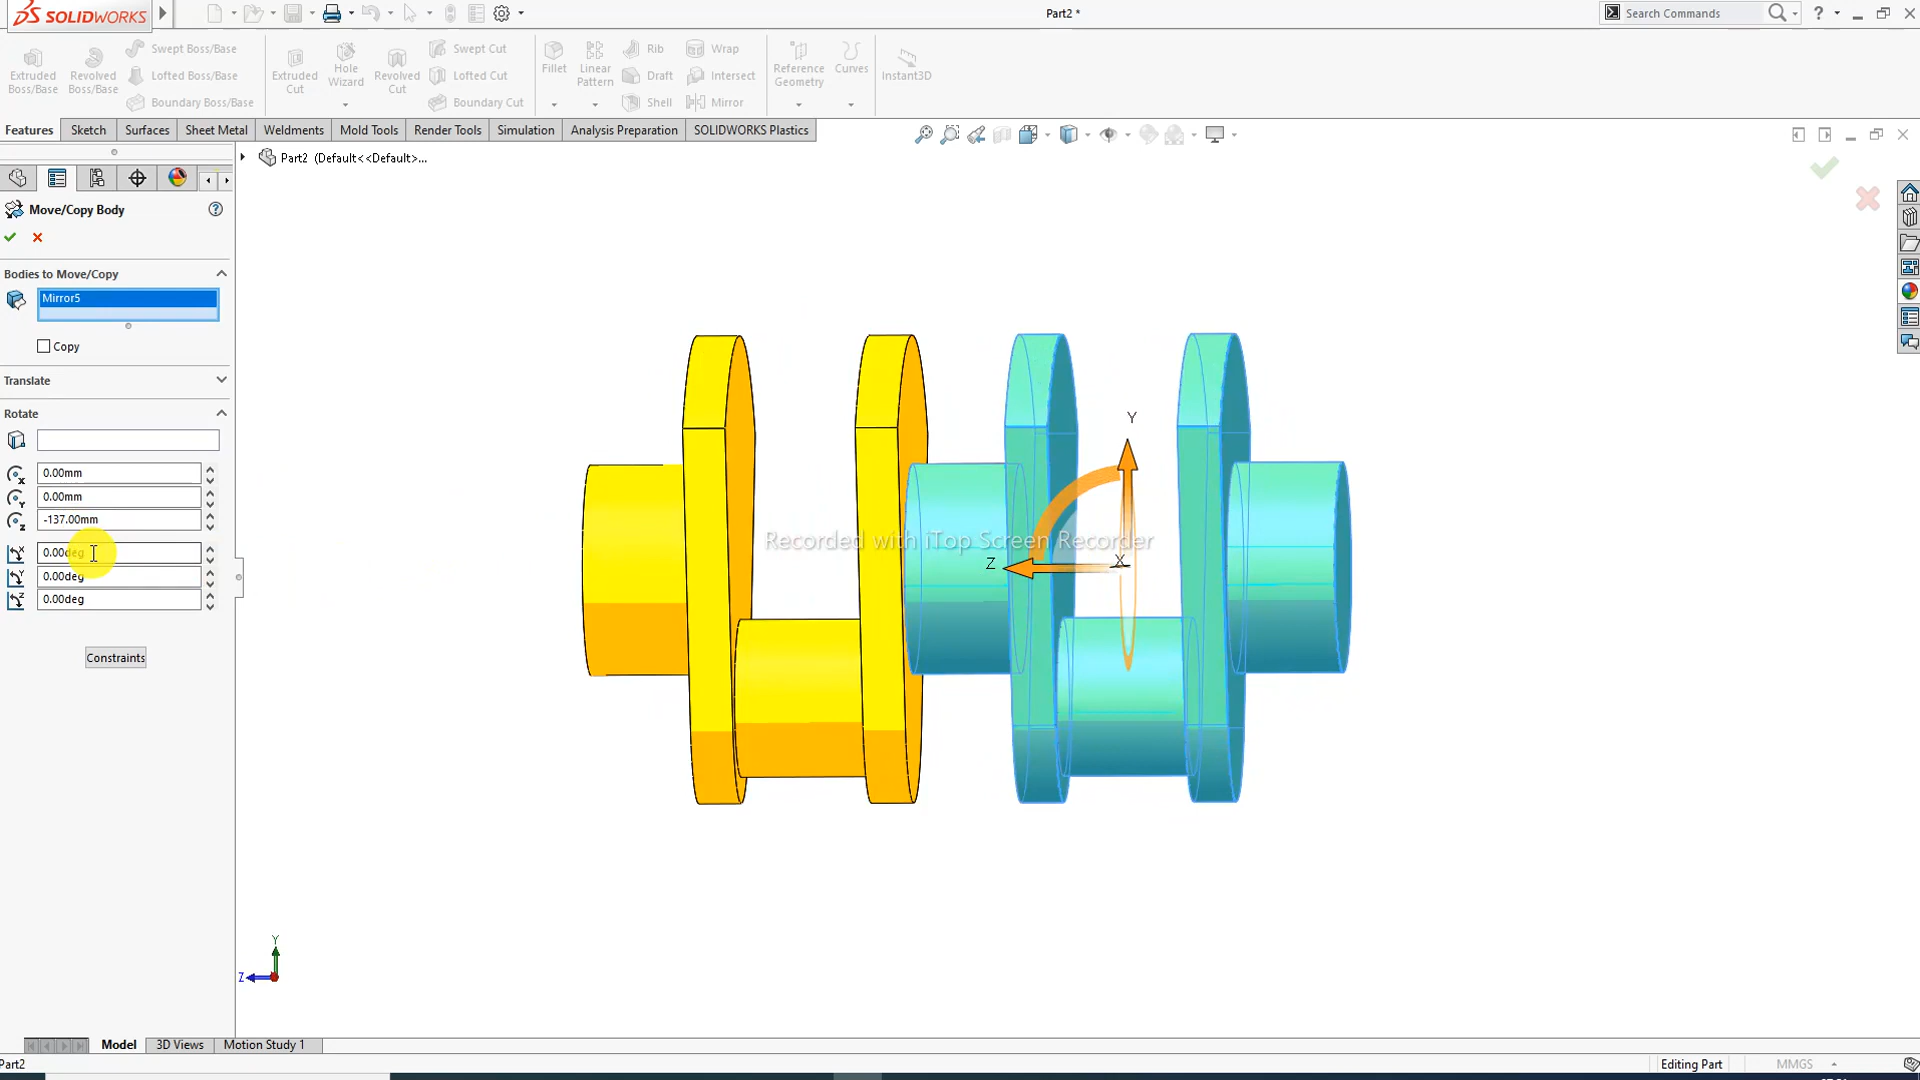 SOLIDWORKS
Part2 *
Search Commands
?
Extruded Boss/Base
Revolved Boss/Base
Swept Boss/Base
Lofted Boss/Base
Boundary Boss/Base
Extruded Cut
Hole Wizard
Revolved Cut
Swept Cut
Lofted Cut
Boundary Cut
Fillet
Linear Pattern
Rib
Draft
Shell
Wrap
Intersect
Mirror
Reference Geometry
Curves
Instant3D
Features
Sketch
Surfaces
Sheet Metal
Weldments
Mold Tools
Render Tools
Simulation
Analysis Preparation
SOLIDWORKS Plastics
Part2 (Default<<Default>...
Move/Copy Body
?
Bodies to Move/Copy
Mirror5
Copy
Translate
Rotate
0.00mm
0.00mm
-137.00mm
0.00deg
0.00deg
0.00deg
Constraints
Y
Z
X
Recorded with iTop Screen Recorder
Y
Z
Model
3D Views
Motion Study 1
Part2
Editing Part
MMGS